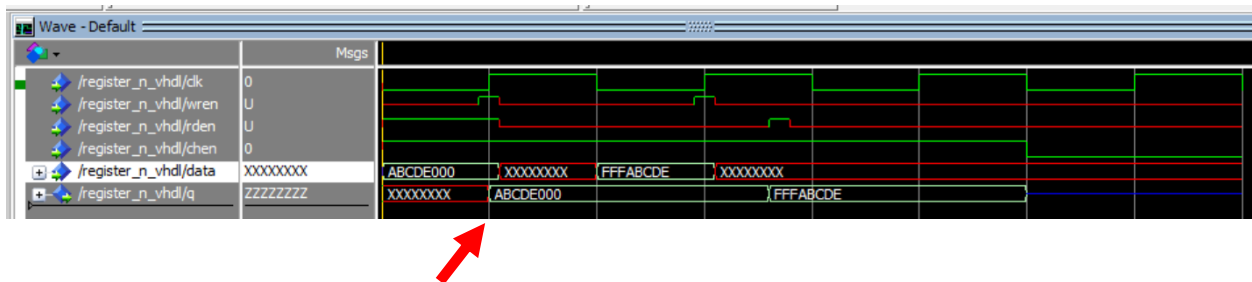 Wave - Default
Msgs
/register_n_vhdl/clk 0
/register_n_vhdl/wren U
/register_n_vhdl/rden U
/register_n_vhdl/chen 0
/register_n_vhdl/data XXXXXXXX ABCDE000 XXXXXXXX FFFABCDE XXXXXXXX
/register_n_vhdl/q ZZZZZZZZ XXXXXXXX ABCDE000 FFFABCDE